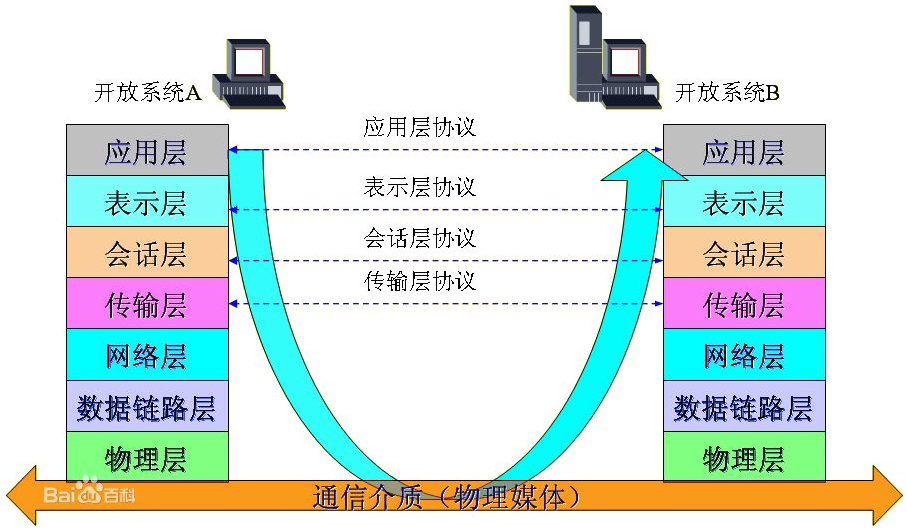 开放系统A
开放系统B
应用层协议
应用层
应用层
表示层协议
表示层
表示层
会话层协议
会话层
会话层
传输层协议
传输层
传输层
网络层
网络层
数据链路层
数据链路层
物理层
物理层
Bai百科
通信介质（物理媒体）